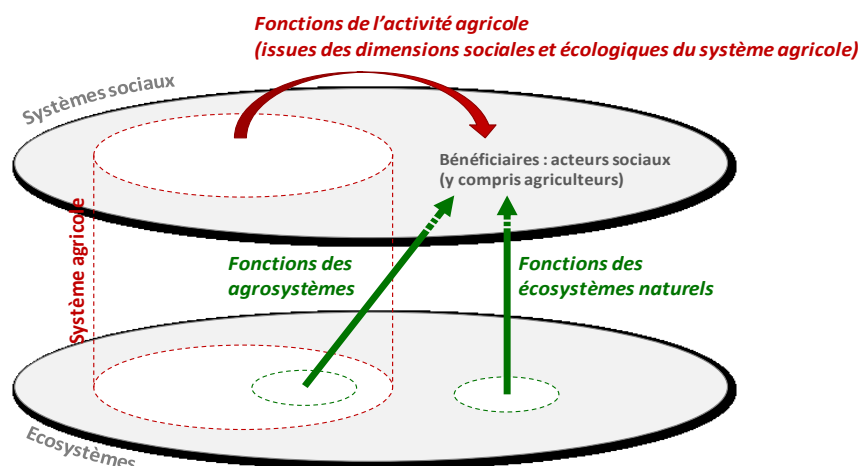 Fonctions de l’activité agricole
(issues des dimensions sociales et écologiques du système agricole)
Systèmes sociaux
Bénéficiaires : acteurs sociaux
(y compris agriculteurs)
Système agricole
Fonctions des
agrosystèmes
Fonctions des
écosystèmes naturels
Ecosystèmes